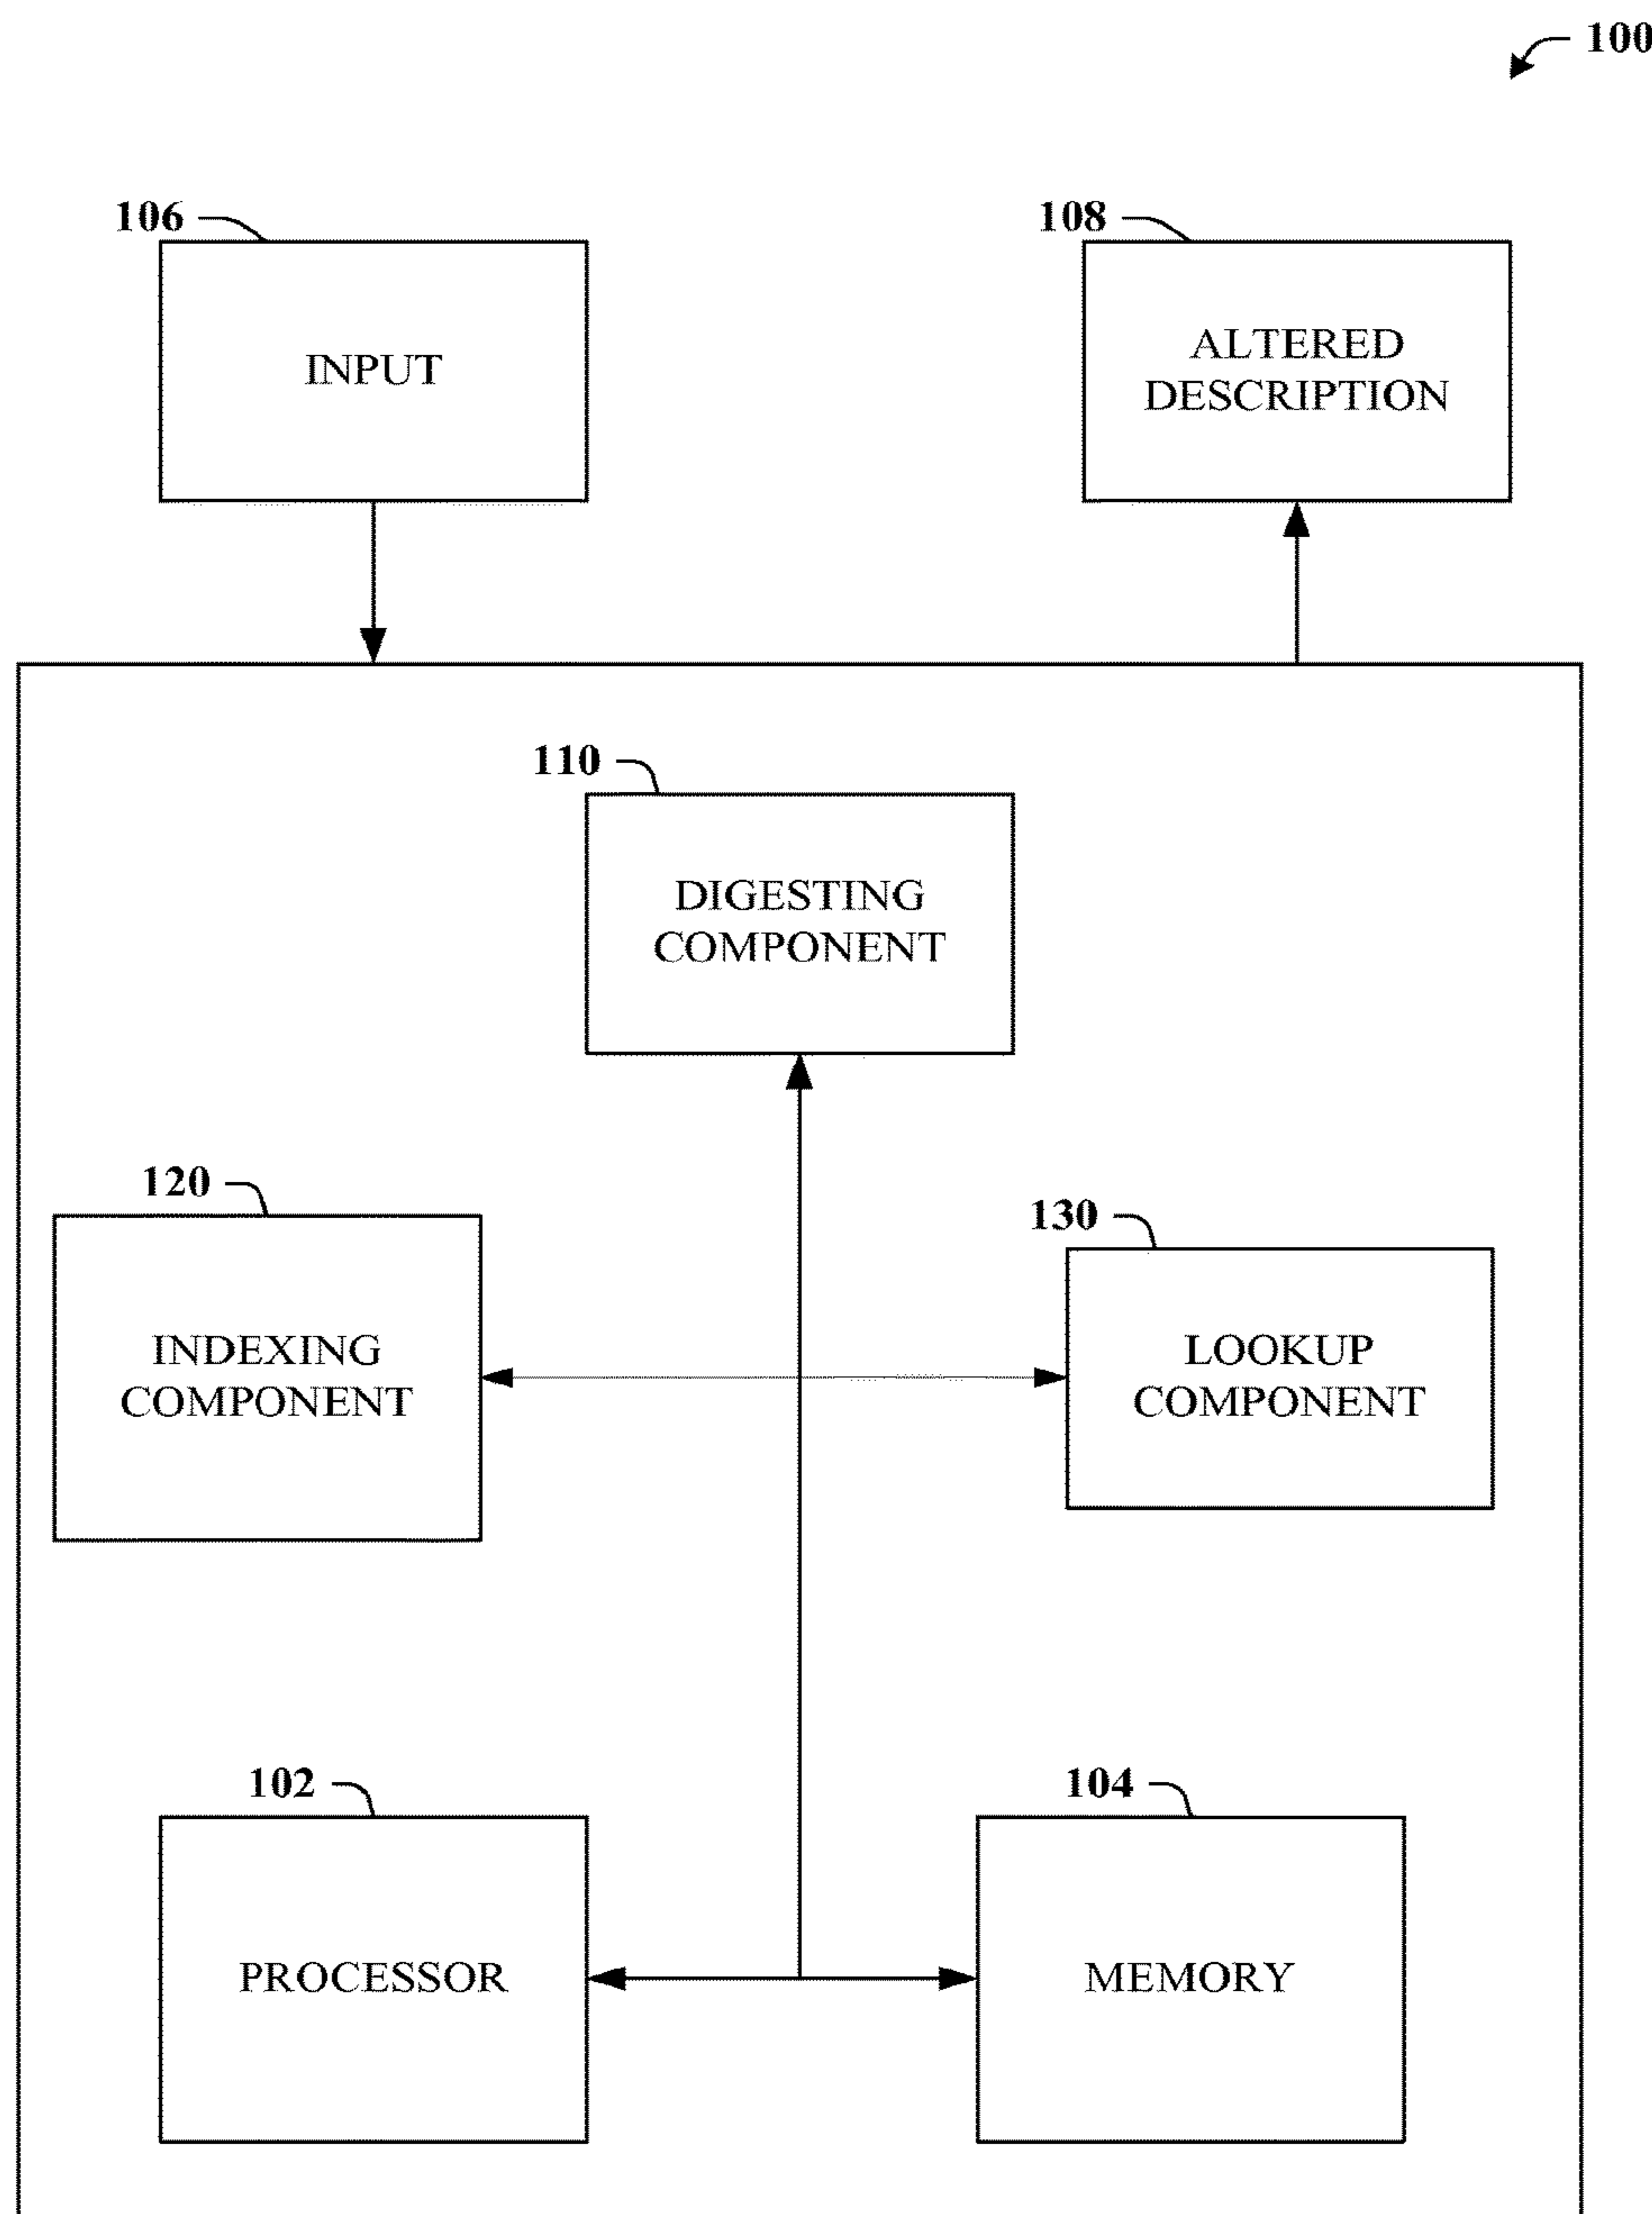 100
106
108
INPUT
ALTERED
DESCRIPTION
110
DIGESTING
COMPONENT
120
130
INDEXING
COMPONENT
LOOKUP
COMPONENT
102
104
PROCESSOR
MEMORY